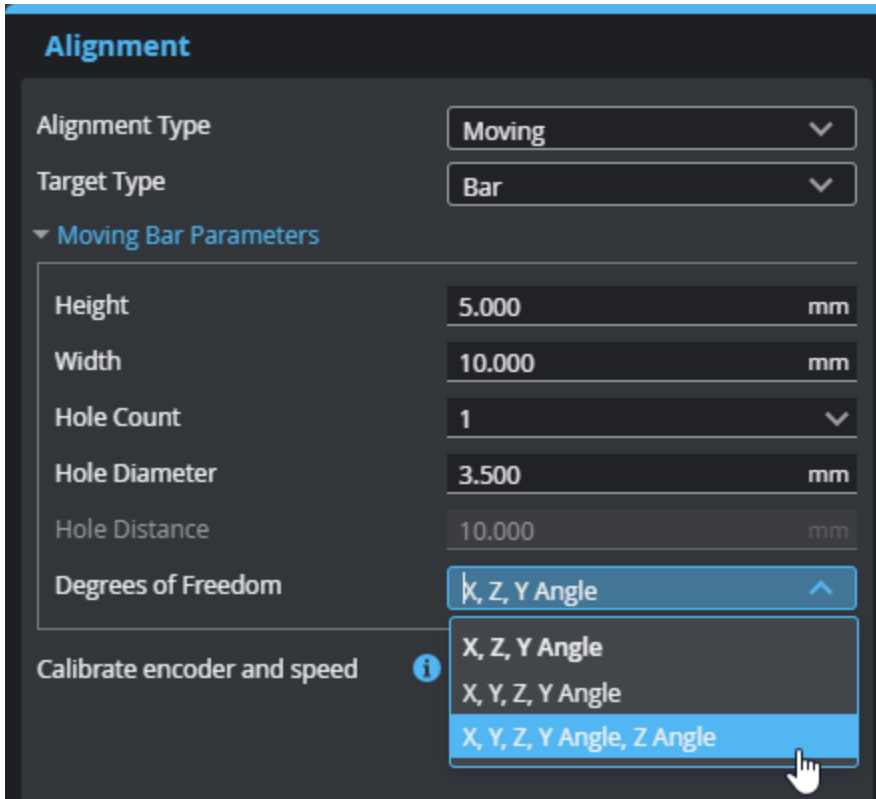 Alignment
Alignment Type Moving
Target Type Bar
Moving Bar Parameters
Height 5.000 mm
Width 10.000 mm
Hole Count 1
Hole Diameter 3.500 mm
Hole Distance 10.000 mm
Degrees of Freedom X, Z, Y Angle
X, Z, Y Angle
Calibrate encoder and speed i
X, Y, Z, Y Angle
X, Y, Z, Y Angle, Z Angle